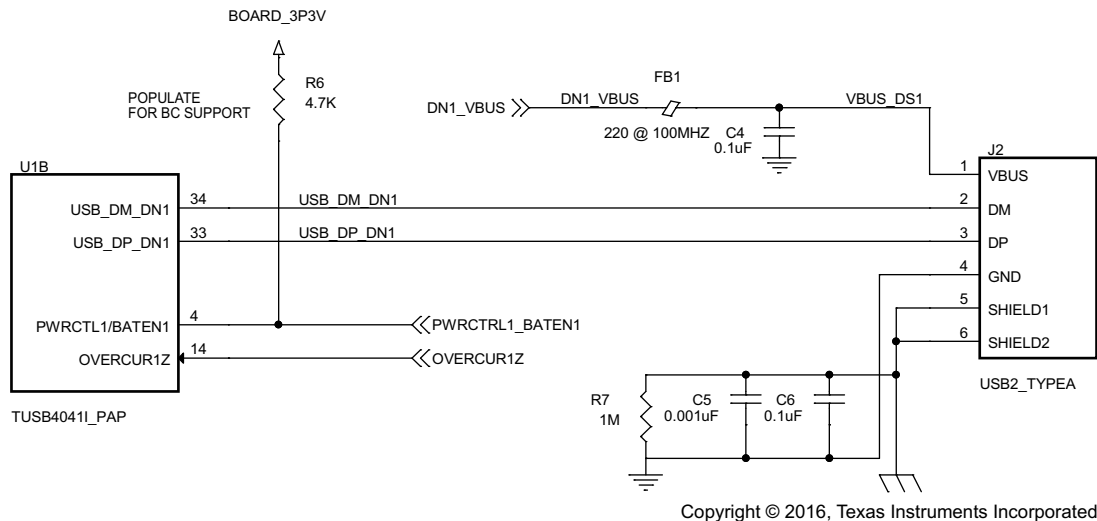 BOARD_3P3V
R6
4.7K
POPULATE
FOR BC SUPPORT
FB1
DN1_VBUS
DN1_VBUS
VBUS_DS1
220 @ 100MHZ
C4
0.1uF
U1B
J2
1
VBUS
USB_DM_DN1
34
USB_DM_DN1
2
DM
USB_DP_DN1
33
USB_DP_DN1
3
DP
4
GND
PWRCTL1/BATEN1
4
PWRCTRL1_BATEN1
5
SHIELD1
OVERCUR1Z
14
OVERCUR1Z
6
SHIELD2
USB2_TYPEA
TUSB4041I_PAP
R7
1M
C5
0.001uF
C6
0.1uF
Copyright © 2016, Texas Instruments Incorporated